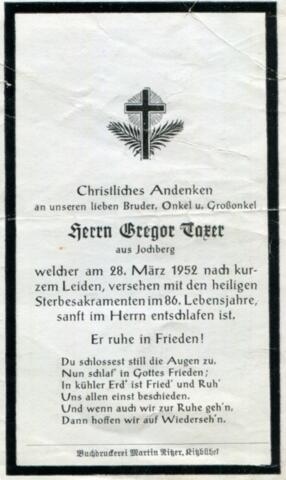 Christliches Andenken
an unseren lieben Bruder, Onkel u. Großonkel
Herrn Gregor Taxer
aus Jochberg
welcher am 28. März 1952 nach kur-
zem Leiden, versehen mit den heiligen
Sterbesakramenten im 86. Lebensjahre,
sanft im Herrn entschlafen ist.
Er ruhe in Frieden!
Du schlossest still die Augen zu.
Nun schlaf' in Gottes Frieden;
In kühler Erd' ist Fried' und Ruh'
Uns allen einst beschieden.
Und wenn auch wir zur Ruhe geh'n,
Dann hoffen wir auf Wiederseh'n.
Buchdruckerei Martin Ritzer, Kitzbühel